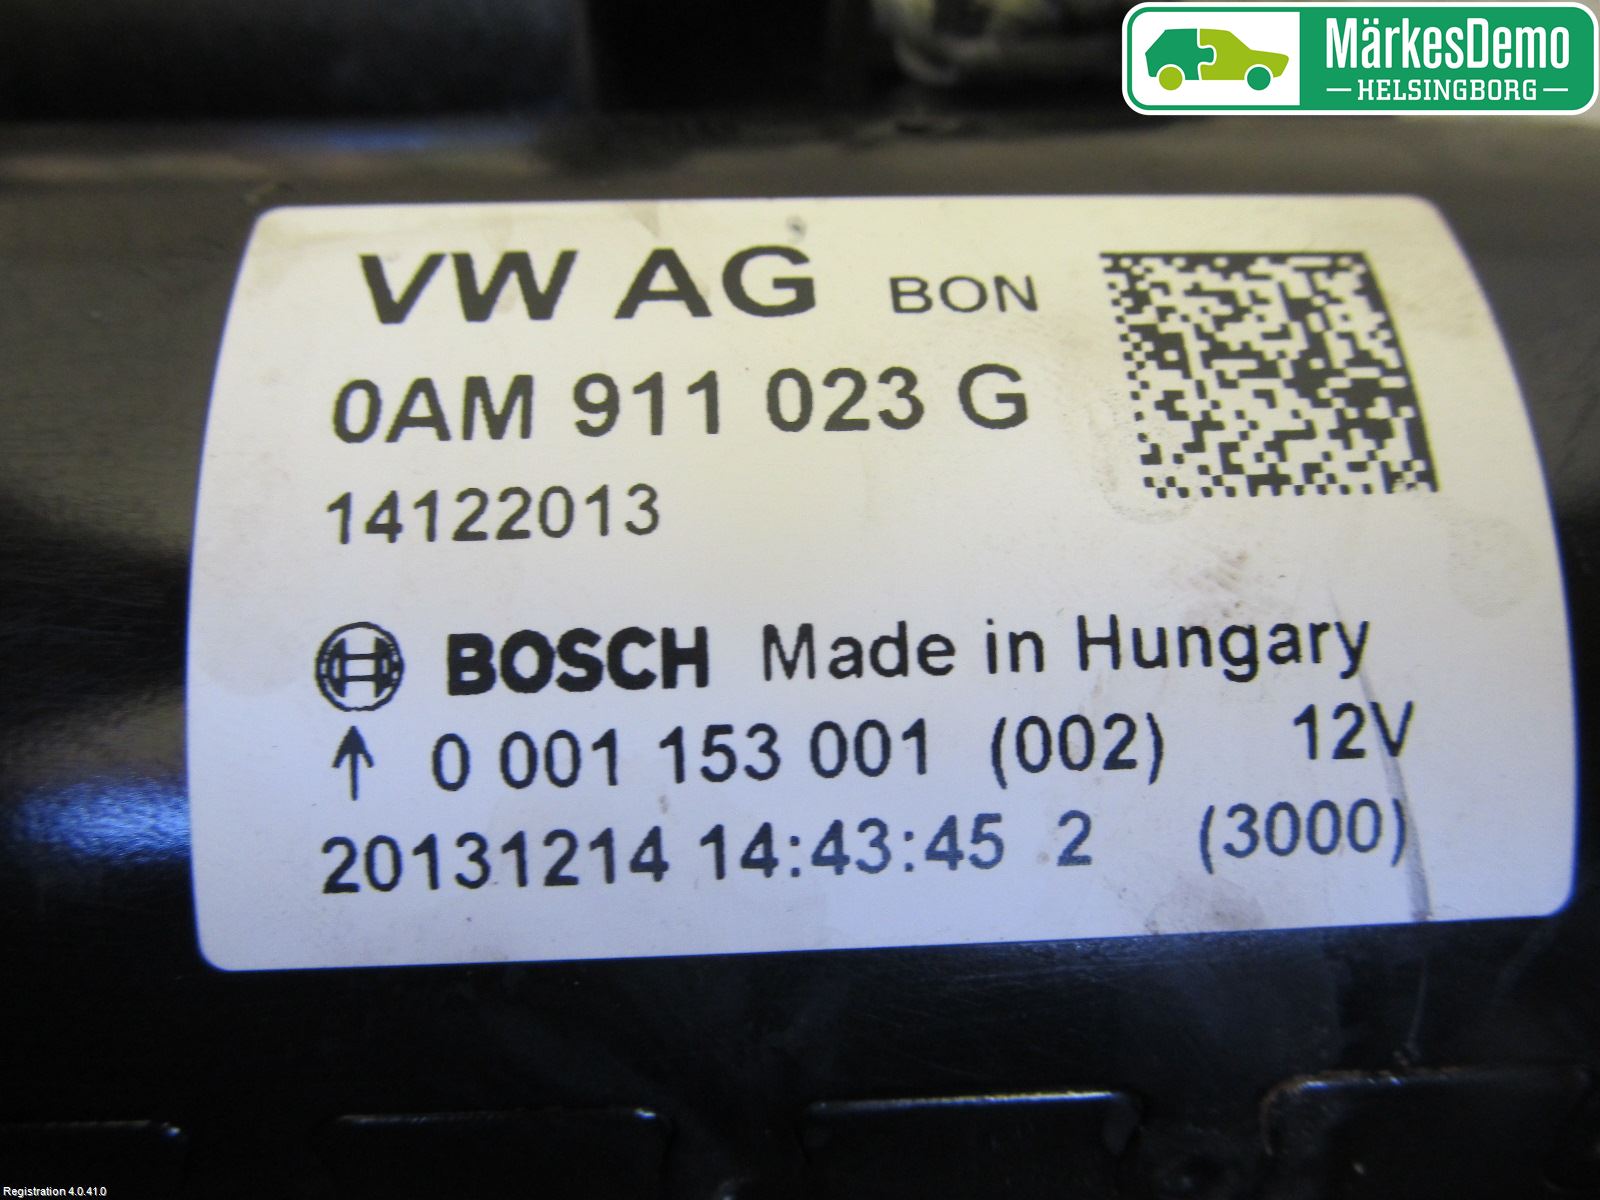 MärkesDemo
HELSINGBORG
VW AG BON
0AM 911 023 G
14122013
BOSCH Made in Hungary
↑ 0 001 153 001 (002) 12V
20131214 14:43:45 2 (3000)
Registration 4.0.41.0